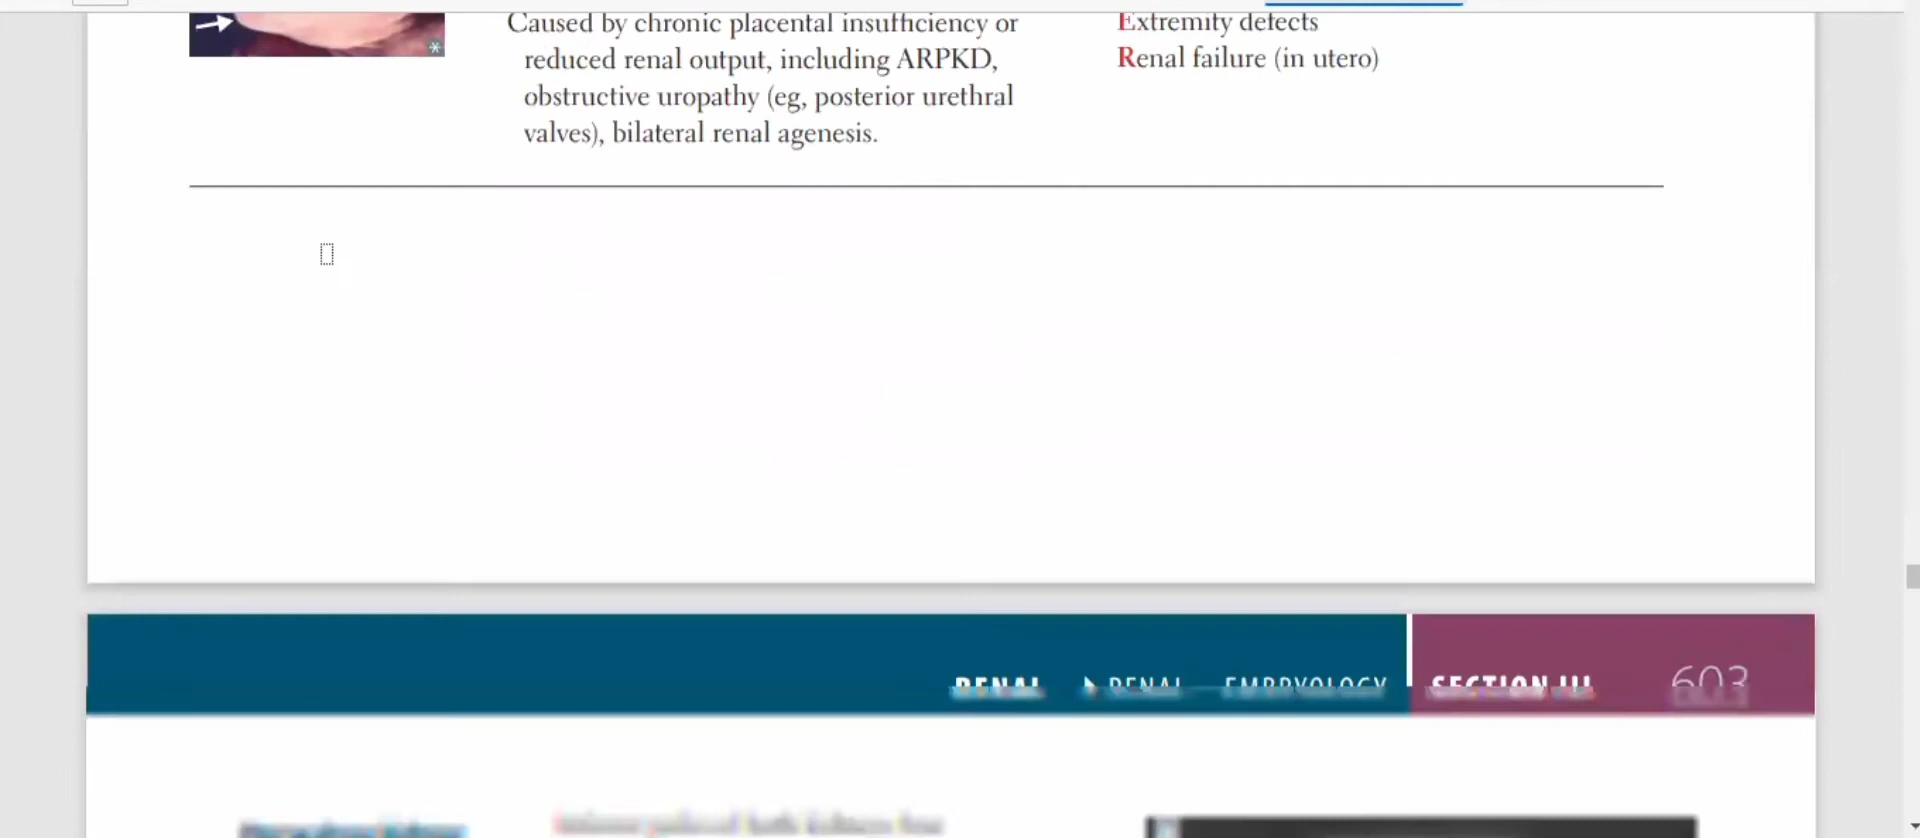 Caused by chronic placental insufficiency or
reduced renal output, including ARPKD,
obstructive uropathy (eg, posterior urethral
valves), bilateral renal agenesis.
Extremity defects
Renal failure (in utero)
RENAL ▶ RENAL—EMBRYOLOGY SECTION III 603